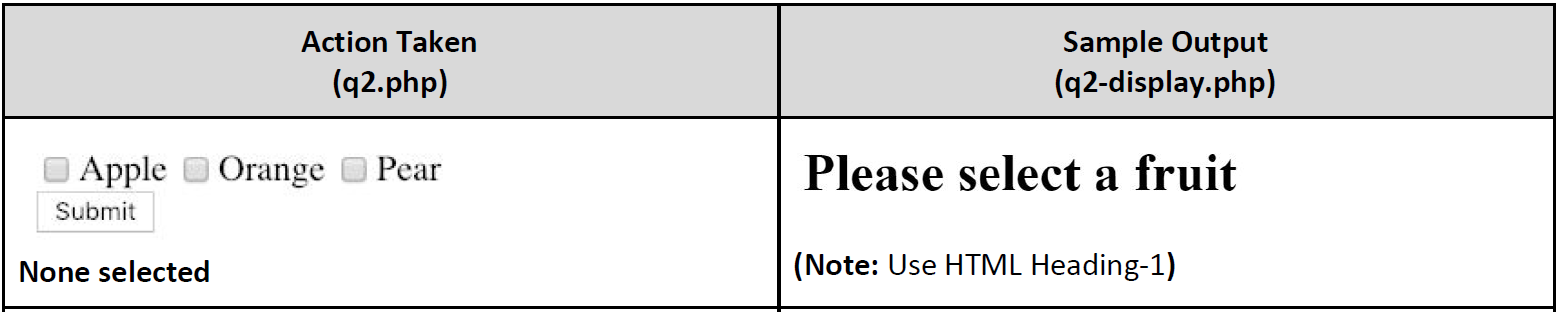 Action Taken
(q2.php)
Sample Output
(q2-display.php)
Apple Orange Pear
Submit
None selected
Please select a fruit
(Note: Use HTML Heading-1)